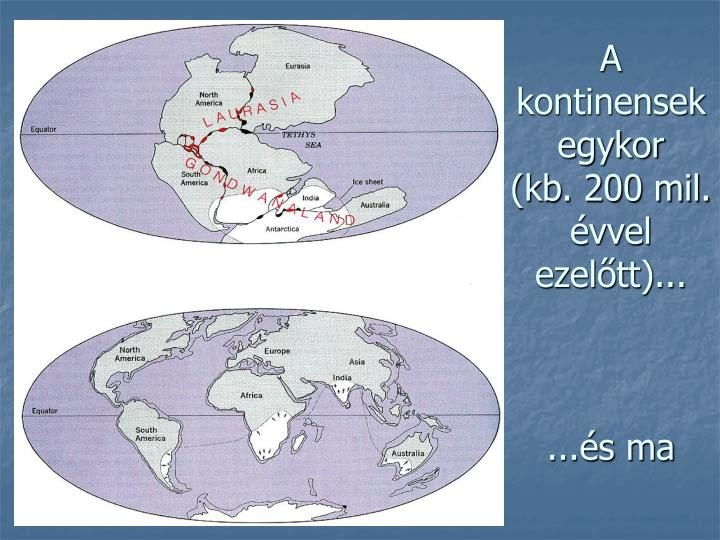 A
kontinensek
egykor
(kb. 200 mil.
évvel
ezelőtt)...
Eurasia
North
America
LAURASIA
Equator
TETHYS
SEA
GONDWANALAND
South
America
Africa
Ice sheet
India
Australia
Antarctica
...és ma
North
America
Europe
Asia
India
Africa
Equator
South
America
Australia